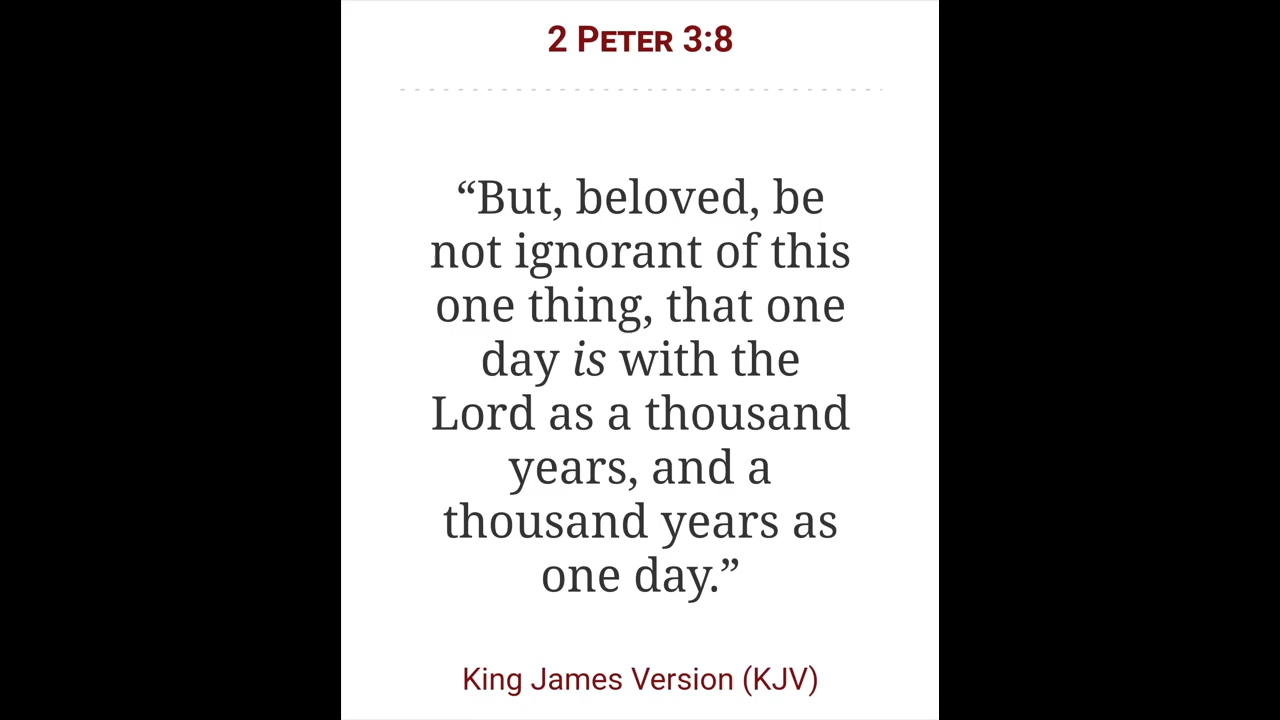 2 Peter 3:8
“But, beloved, be
not ignorant of this
one thing, that one
day is with the
Lord as a thousand
years, and a
thousand years as
one day.”
King James Version (KJV)